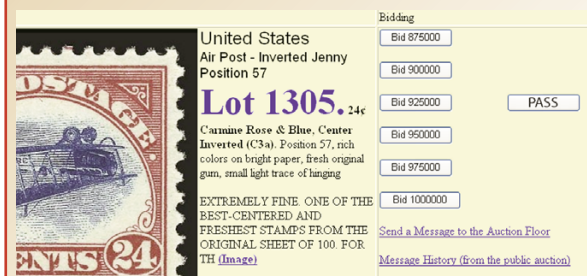 United States
Air Post - Inverted Jenny
Position 57
Lot 1305. 24¢
Carmine Rose & Blue, Center
Inverted (C3a). Position 57, rich
colors on bright paper, fresh original
gum, small light trace of hinging
EXTREMELY FINE. ONE OF THE
BEST-CENTERED AND
FRESHEST STAMPS FROM THE
ORIGINAL SHEET OF 100. FOR
TH (Image)
Bidding
Bid 875000
Bid 900000
Bid 925000
PASS
Bid 950000
Bid 975000
Bid 1000000
Send a Message to the Auction Floor
Message History (from the public auction)
POSTAGE
ENTS 24